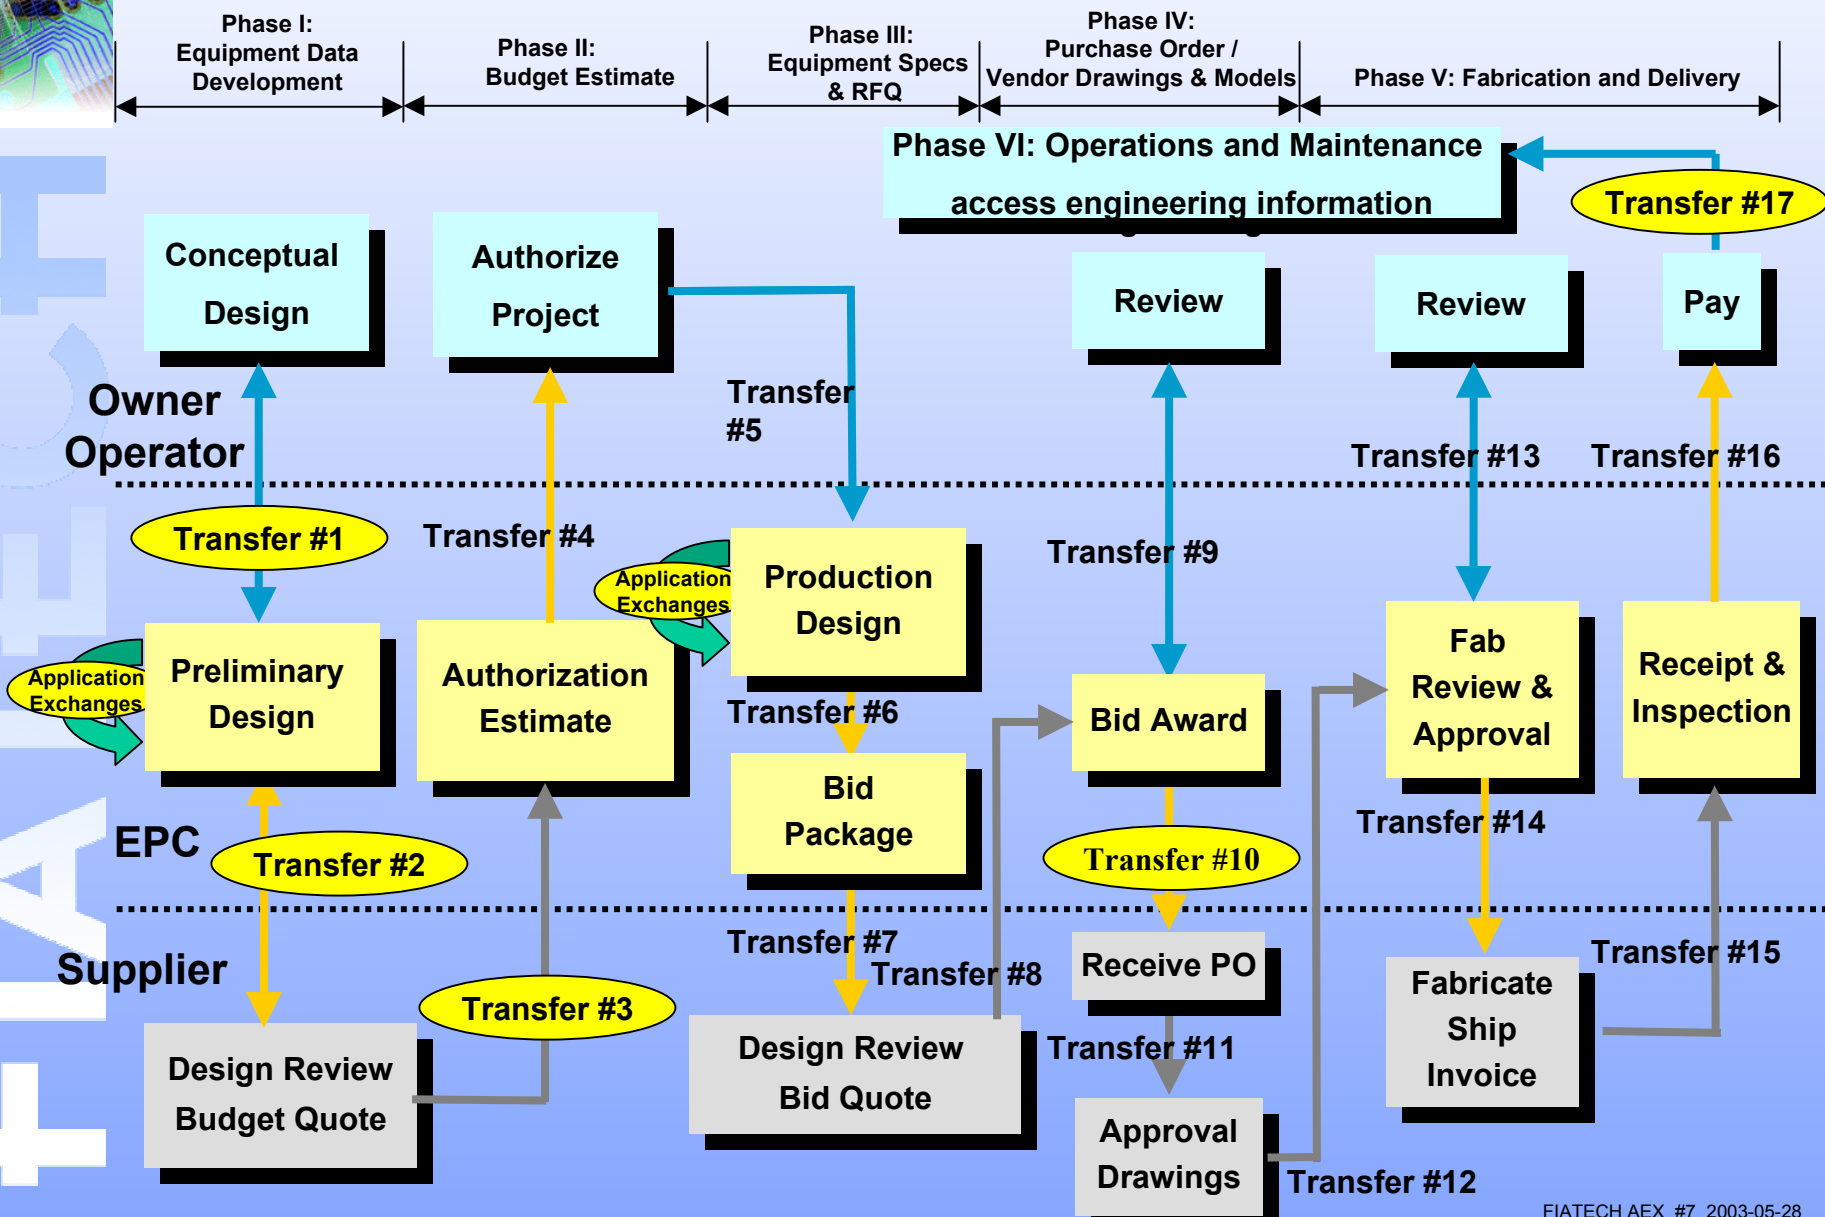 Phase I:
Equipment Data
Development
Phase II:
Budget Estimate
Phase III:
Equipment Specs
& RFQ
Phase IV:
Purchase Order /
Vendor Drawings & Models
Phase V: Fabrication and Delivery
Phase VI: Operations and Maintenance
access engineering information
Transfer #17
Conceptual
Design
Authorize
Project
Review
Review
Pay
Owner
Operator
Transfer
#5
Transfer #13
Transfer #16
Transfer #1
Transfer #4
Transfer #9
Application
Exchanges
Production
Design
Application
Exchanges
Preliminary
Design
Authorization
Estimate
Transfer #6
Bid Award
Fab
Review &
Approval
Receipt &
Inspection
EPC
Transfer #2
Bid
Package
Transfer #10
Transfer #14
Supplier
Transfer #3
Transfer #7
Transfer #8
Receive PO
Transfer #15
Design Review
Budget Quote
Design Review
Bid Quote
Transfer #11
Fabricate
Ship
Invoice
Approval
Drawings
Transfer #12
FIATECH AEX #7 2003-05-28
FIATECH